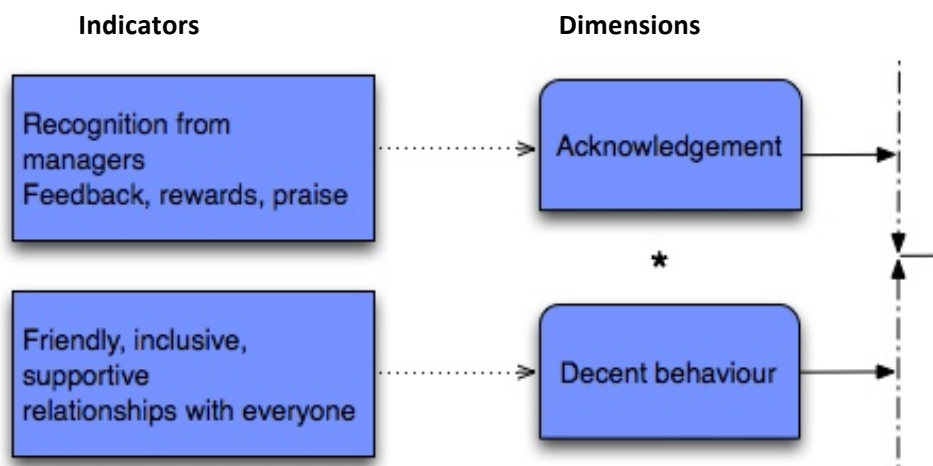 Indicators
Dimensions
Recognition from
managers
Feedback, rewards, praise
Acknowledgement
*
Friendly, inclusive,
supportive
relationships with everyone
Decent behaviour